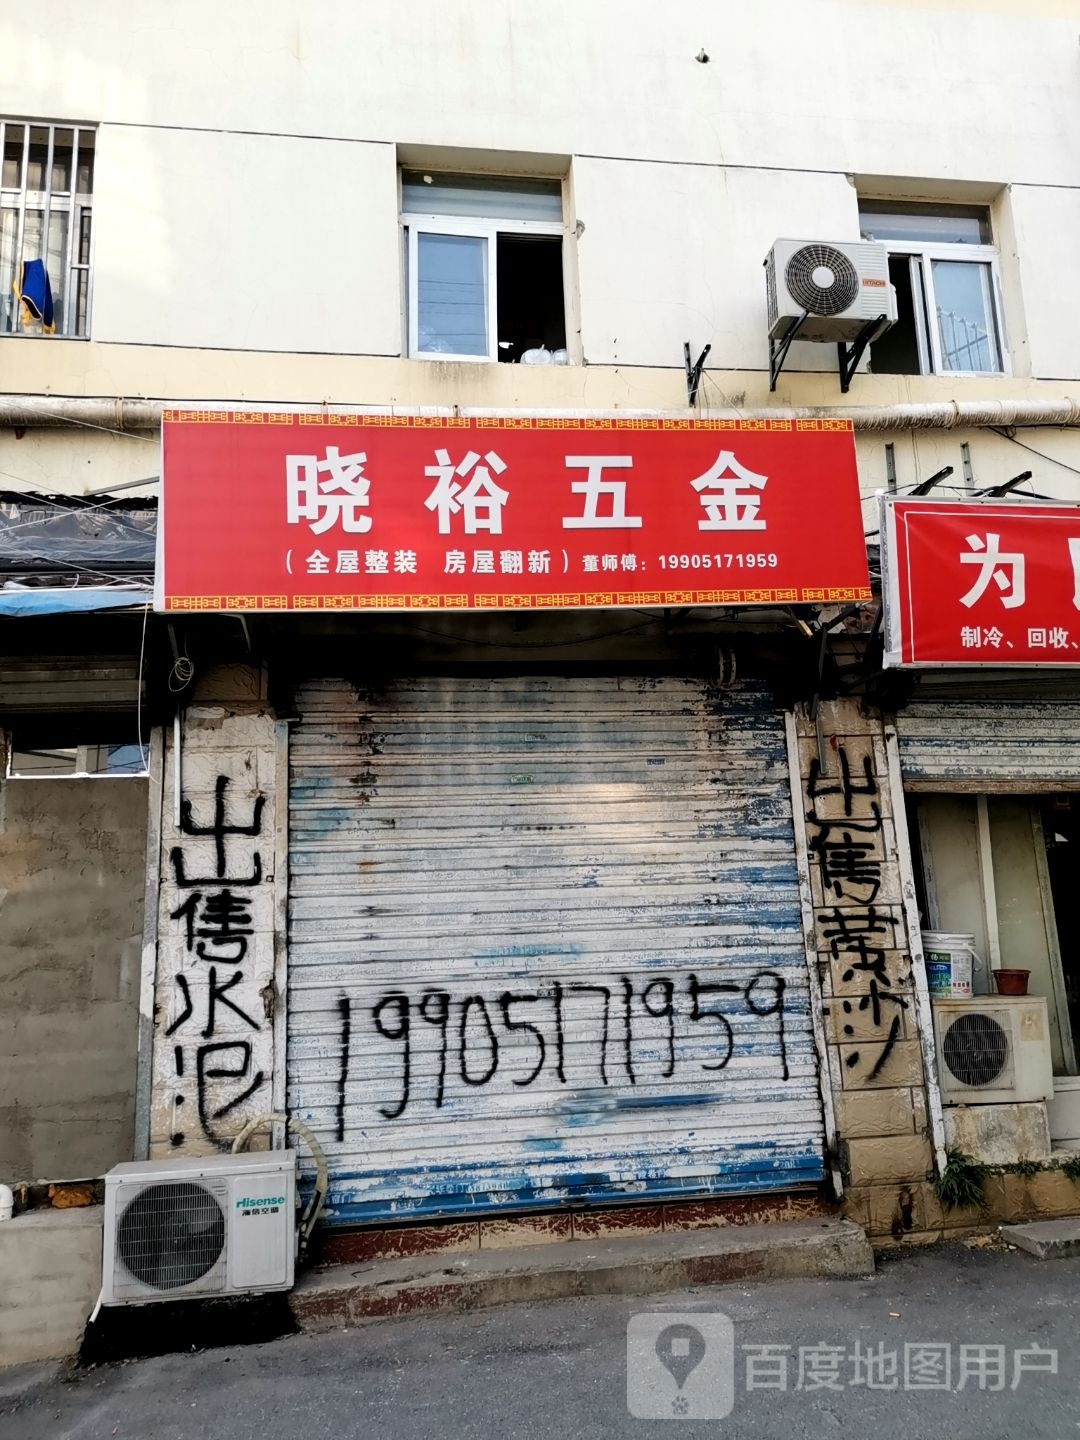 HITACHI
晓裕五金
（全屋整装 房屋翻新）董师傅：19905171959
为
制冷、回收、
出售水泥
出售黄沙
19905171959
Hisense
海信空调
百度地图用户